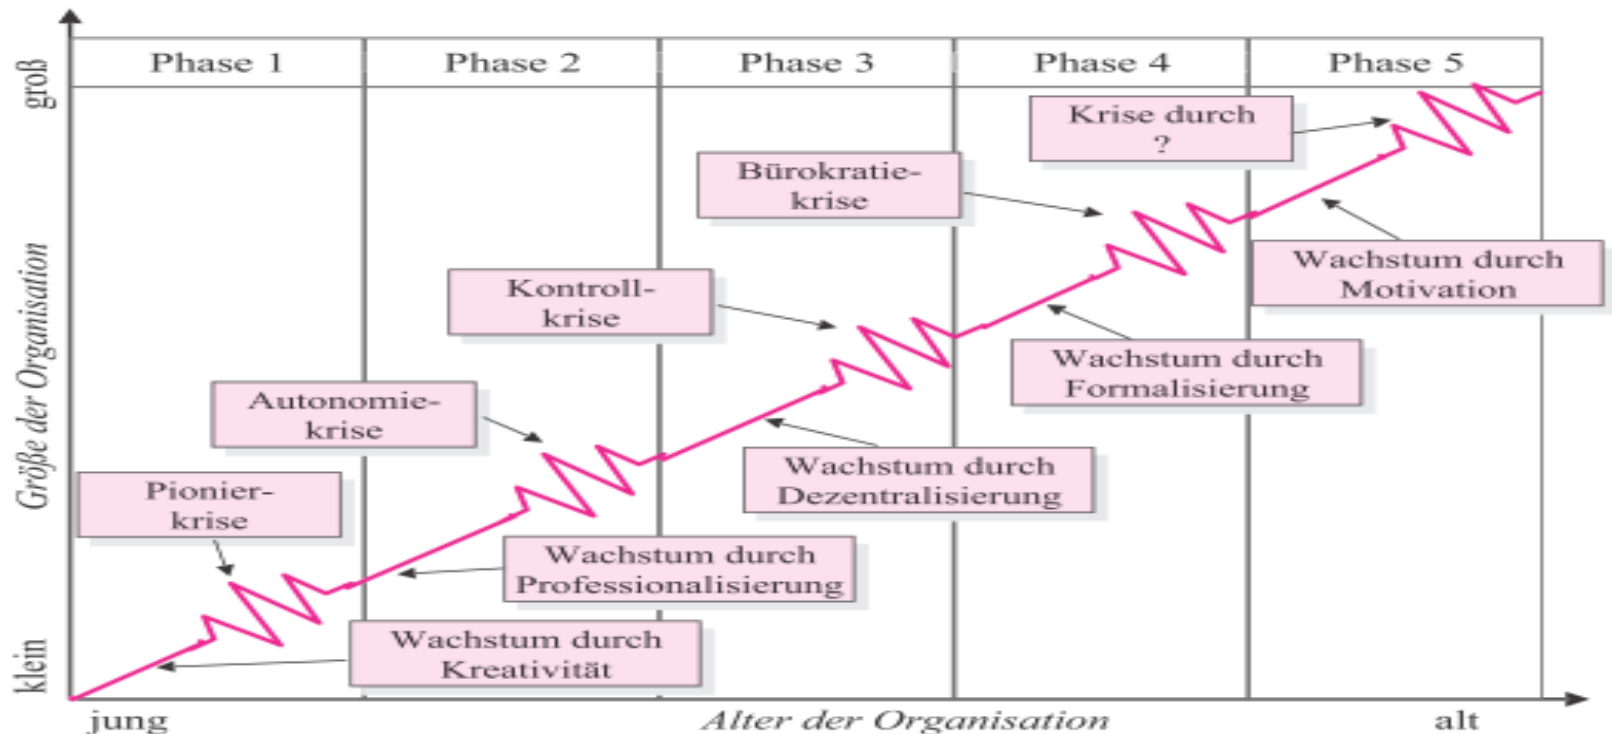 Phase 1
Phase 2
Phase 3
Phase 4
Phase 5
groß
Größe der Organisation
klein
Krise durch
?
Bürokratie-
krise
Wachstum durch
Motivation
Kontroll-
krise
Wachstum durch
Formalisierung
Autonomie-
krise
Wachstum durch
Dezentralisierung
Pionier-
krise
Wachstum durch
Professionalisierung
Wachstum durch
Kreativität
jung
Alter der Organisation
alt